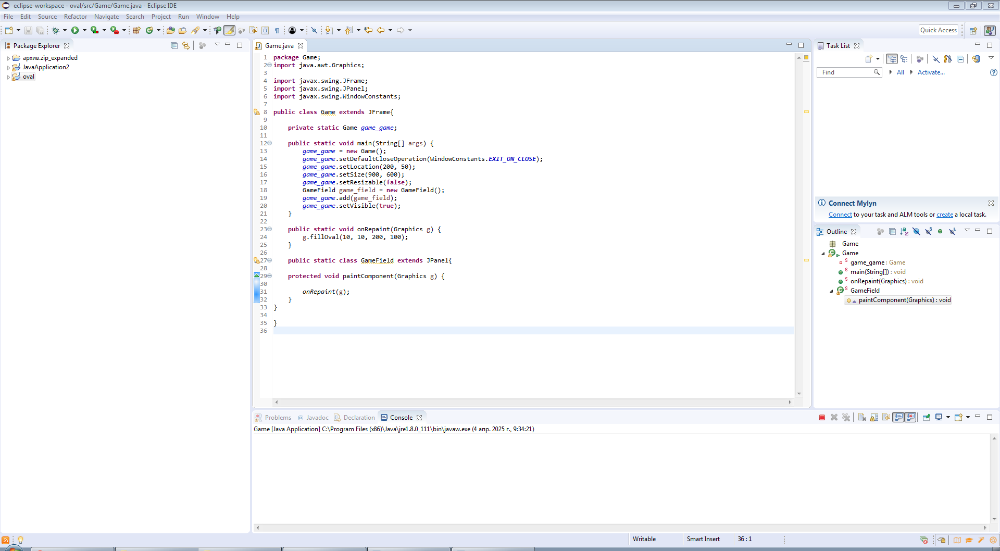 eclipse-workspace - oval/src/Game/Game.java - Eclipse IDE
File Edit Source Refactor Navigate Search Project Run Window Help
Quick Access
Package Explorer
архив.zip_expanded
JavaApplication2
oval
Game.java
1 package Game;
2 import java.awt.Graphics;
3
4 import javax.swing.JFrame;
5 import javax.swing.JPanel;
6 import javax.swing.WindowConstants;
7
8 public class Game extends JFrame{
9
10 private static Game game_game;
11
12 public static void main(String[] args) {
13 game_game = new Game();
14 game_game.setDefaultCloseOperation(WindowConstants.EXIT_ON_CLOSE);
15 game_game.setLocation(200, 50);
16 game_game.setSize(900, 600);
17 game_game.setResizable(false);
18 GameField game_field = new GameField();
19 game_game.add(game_field);
20 game_game.setVisible(true);
21 }
22
23 public static void onRepaint(Graphics g) {
24 g.fillOval(10, 10, 200, 100);
25 }
26
27 public static class GameField extends JPanel{
28
29 protected void paintComponent(Graphics g) {
30
31 onRepaint(g);
32 }
33 }
34
35 }
36
Task List
Find All Activate...
Connect Mylyn
Connect to your task and ALM tools or create a local task.
Outline
Game
Game
game_game : Game
main(String[]) : void
onRepaint(Graphics) : void
GameField
paintComponent(Graphics) : void
Problems @ Javadoc Declaration Console
Game [Java Application] C:\Program Files (x86)\Java\jre1.8.0_111\bin\javaw.exe (4 апр. 2025 г., 9:34:21)
Writable Smart Insert 36 : 1